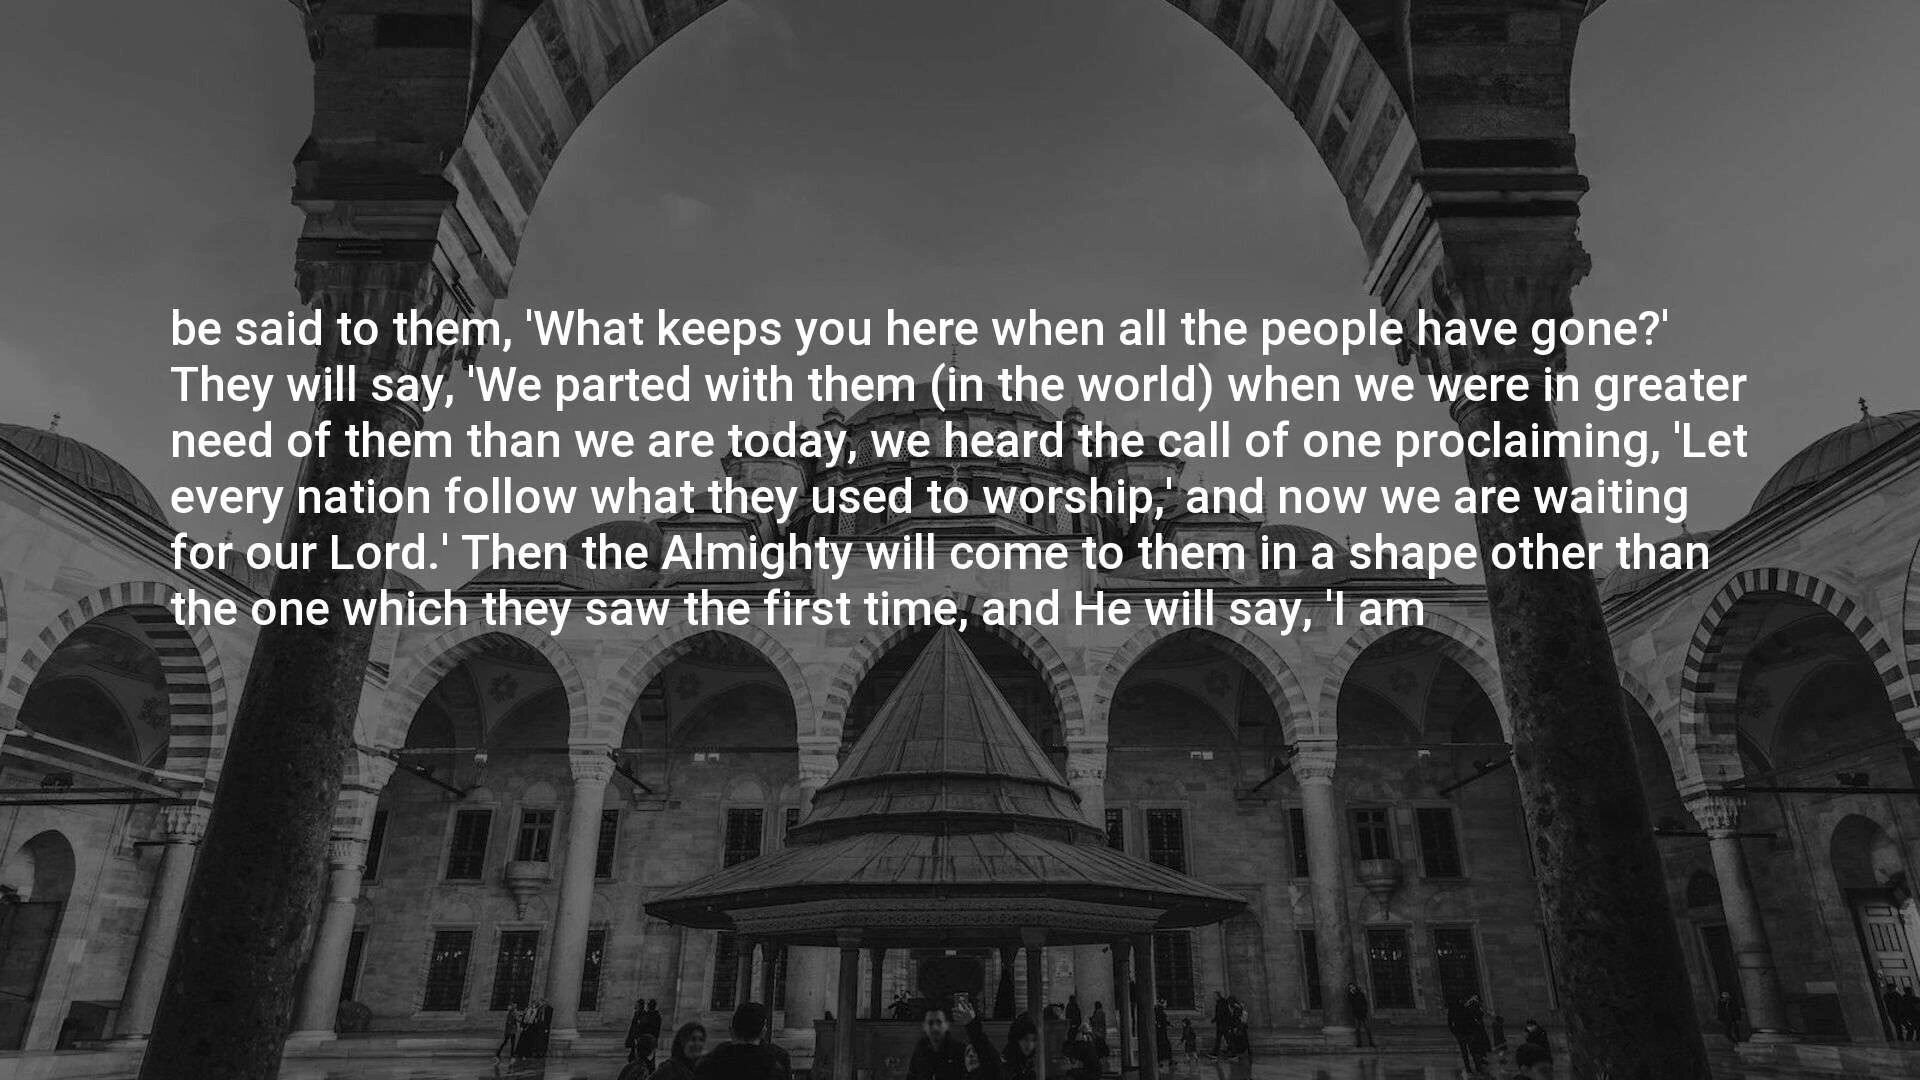 be said to them, 'What keeps you here when all the people have gone?'
They will say, 'We parted with them (in the world) when we were in greater
need of them than we are today, we heard the call of one proclaiming, 'Let
every nation follow what they used to worship,' and now we are waiting
for our Lord.' Then the Almighty will come to them in a shape other than
the one which they saw the first time, and He will say, 'I am